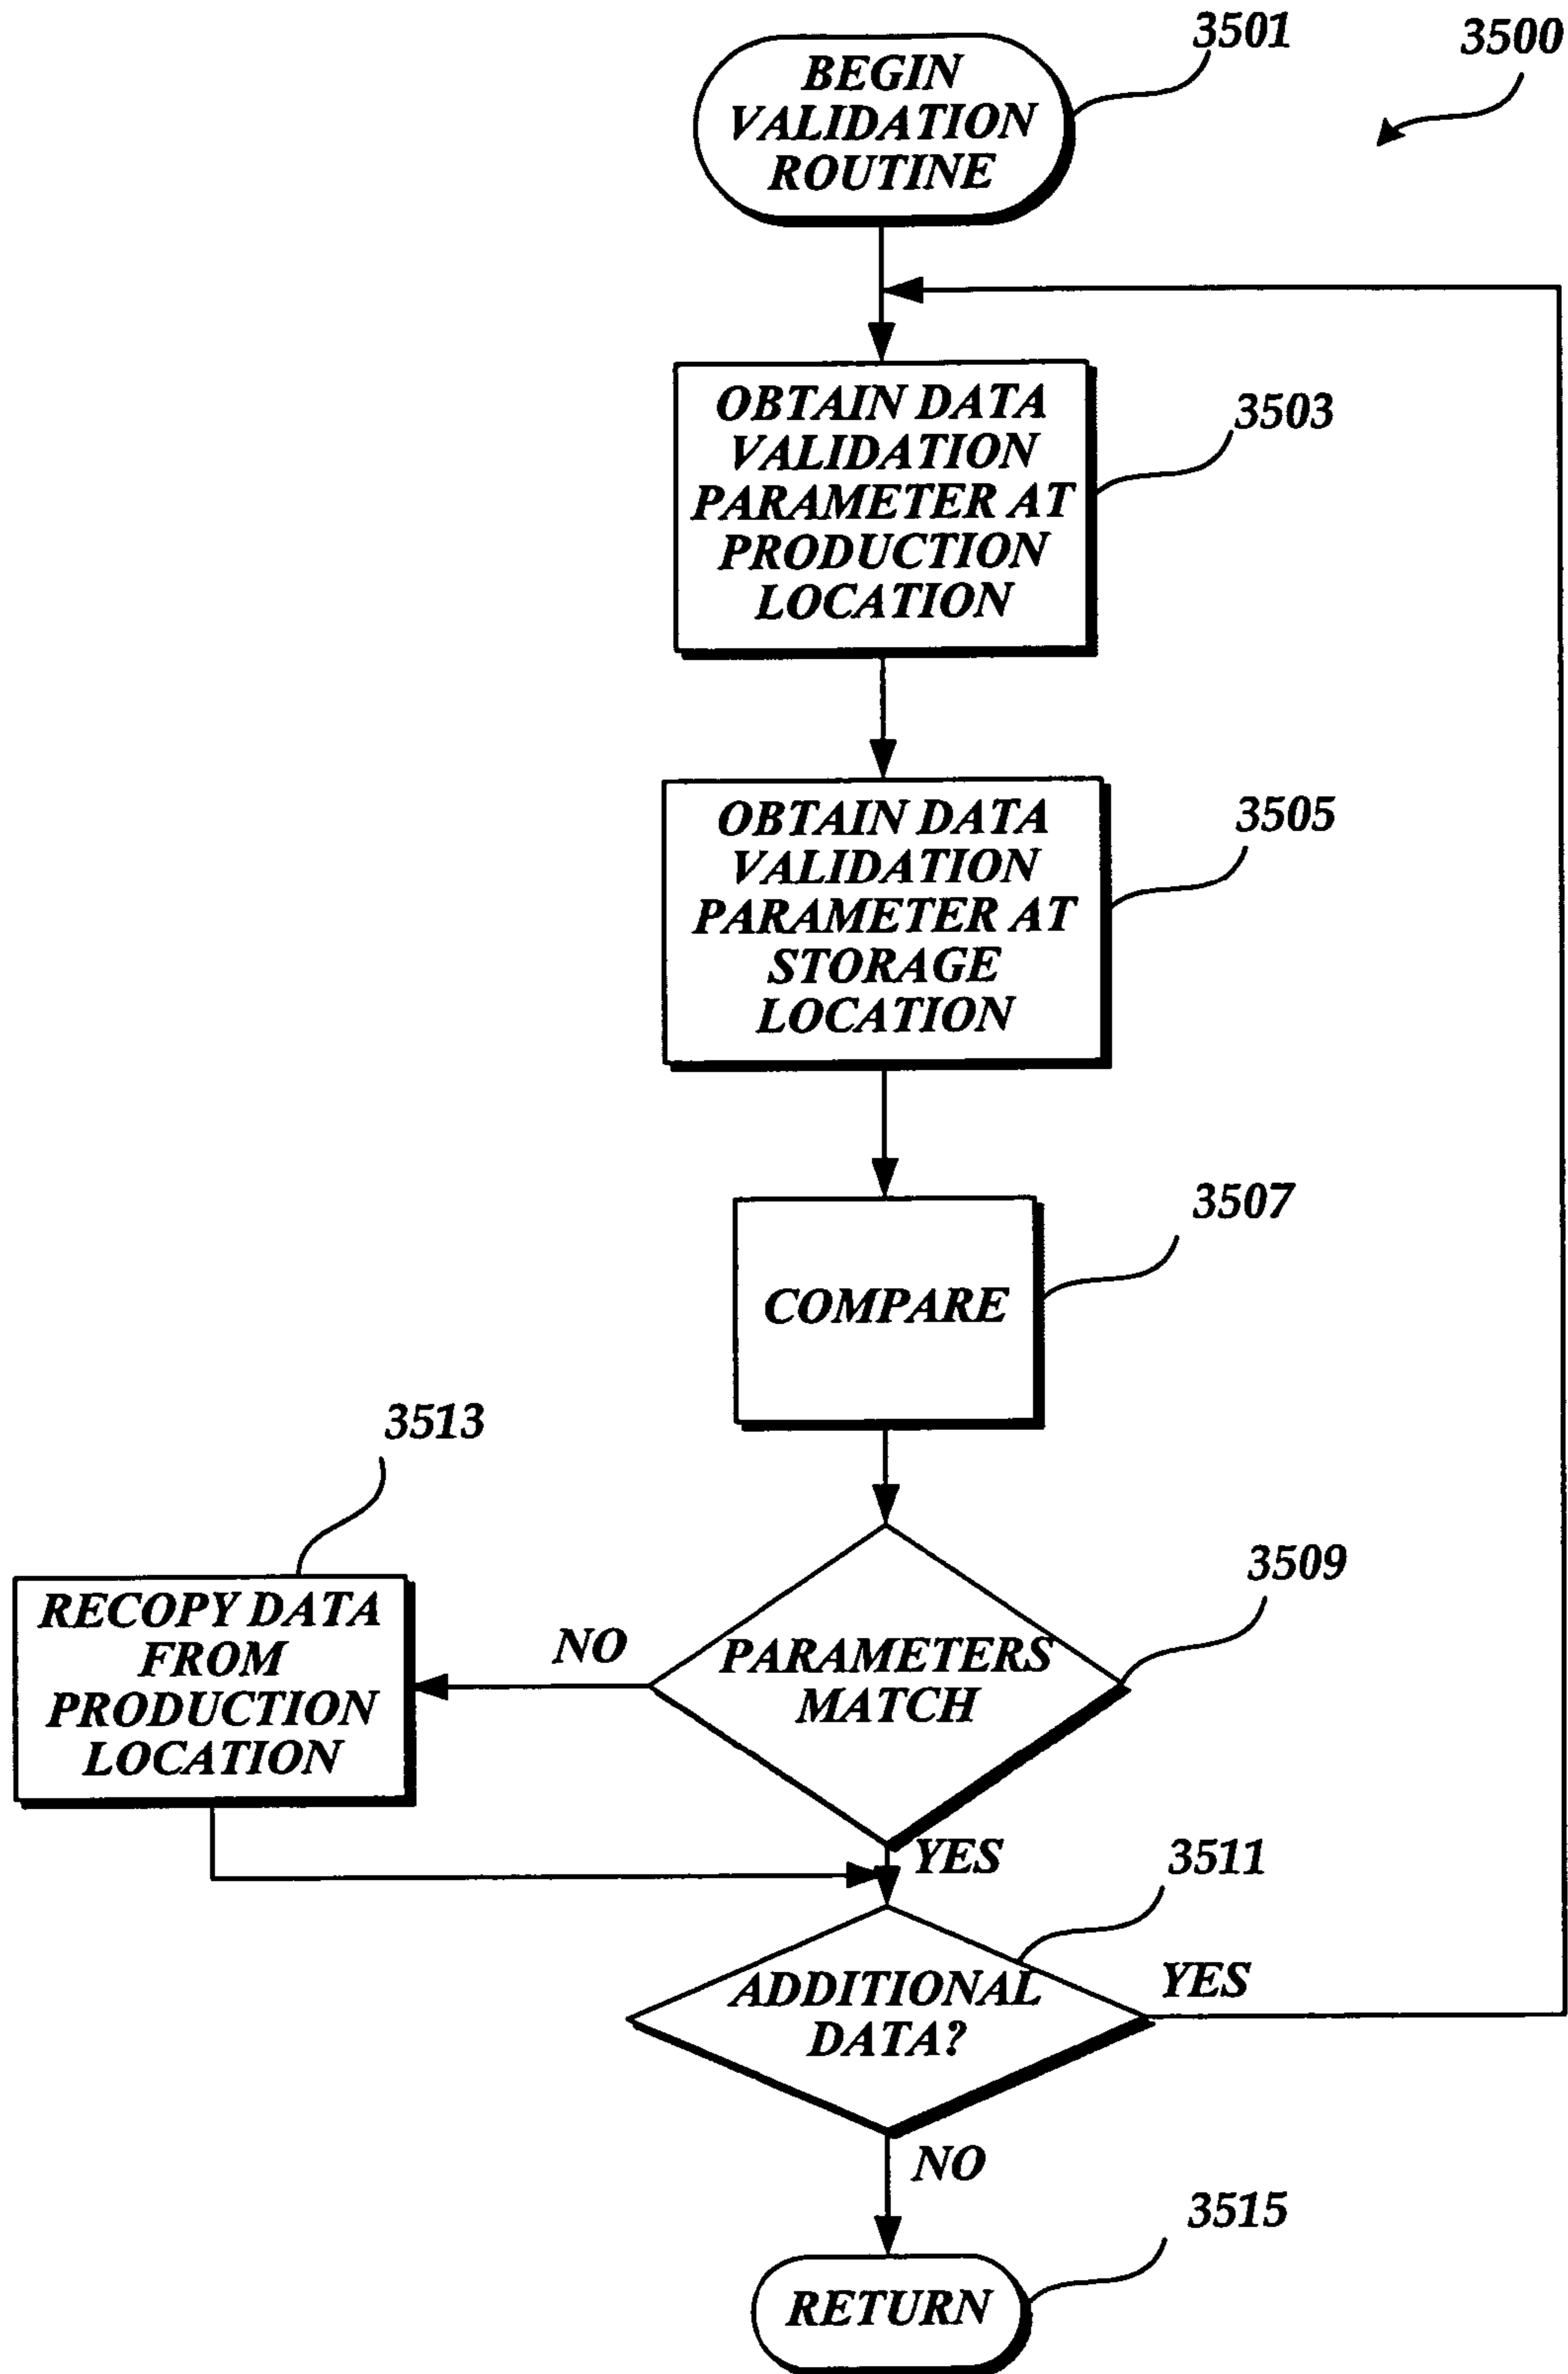 3501
3500
BEGIN
VALIDATION
ROUTINE
OBTAIN DATA
VALIDATION
PARAMETER AT
PRODUCTION
LOCATION
3503
OBTAIN DATA
VALIDATION
PARAMETER AT
STORAGE
LOCATION
3505
3507
COMPARE
3513
3509
RECOPY DATA
FROM
PRODUCTION
LOCATION
NO
PARAMETERS
MATCH
YES
3511
ADDITIONAL
DATA?
YES
NO
3515
RETURN